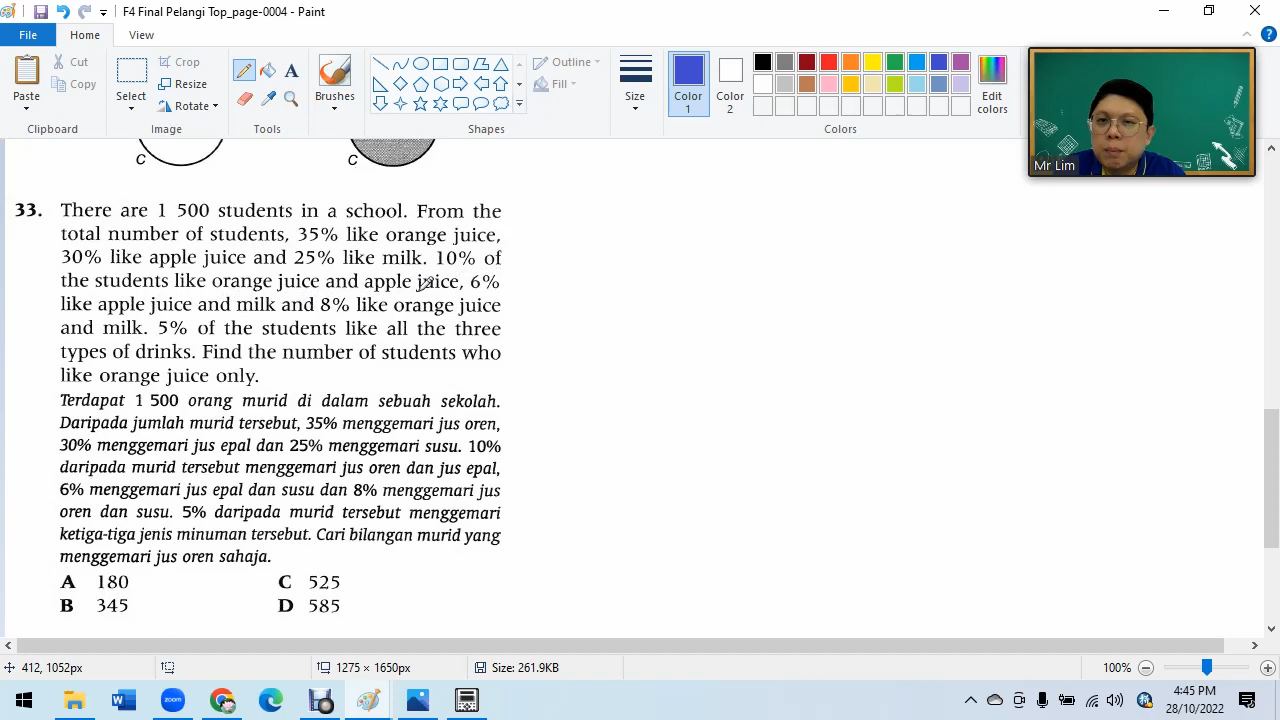 F4 Final Pelangi Top_page-0004 - Paint
File Home View
Paste Cut Copy
Clipboard
Select Crop Resize Rotate
Image
A
Tools
Brushes
Outline Fill
Shapes
Size
Color 1 Color 2
Edit colors
Colors
Mr Lim
C C
33. There are 1 500 students in a school. From the
total number of students, 35% like orange juice,
30% like apple juice and 25% like milk. 10% of
the students like orange juice and apple juice, 6%
like apple juice and milk and 8% like orange juice
and milk. 5% of the students like all the three
types of drinks. Find the number of students who
like orange juice only.
Terdapat 1 500 orang murid di dalam sebuah sekolah.
Daripada jumlah murid tersebut, 35% menggemari jus oren,
30% menggemari jus epal dan 25% menggemari susu. 10%
daripada murid tersebut menggemari jus oren dan jus epal,
6% menggemari jus epal dan susu dan 8% menggemari jus
oren dan susu. 5% daripada murid tersebut menggemari
ketiga-tiga jenis minuman tersebut. Cari bilangan murid yang
menggemari jus oren sahaja.
A 180 C 525
B 345 D 585
412, 1052px 1275 × 1650px Size: 261.9KB 100%
zoom
4:45 PM
28/10/2022